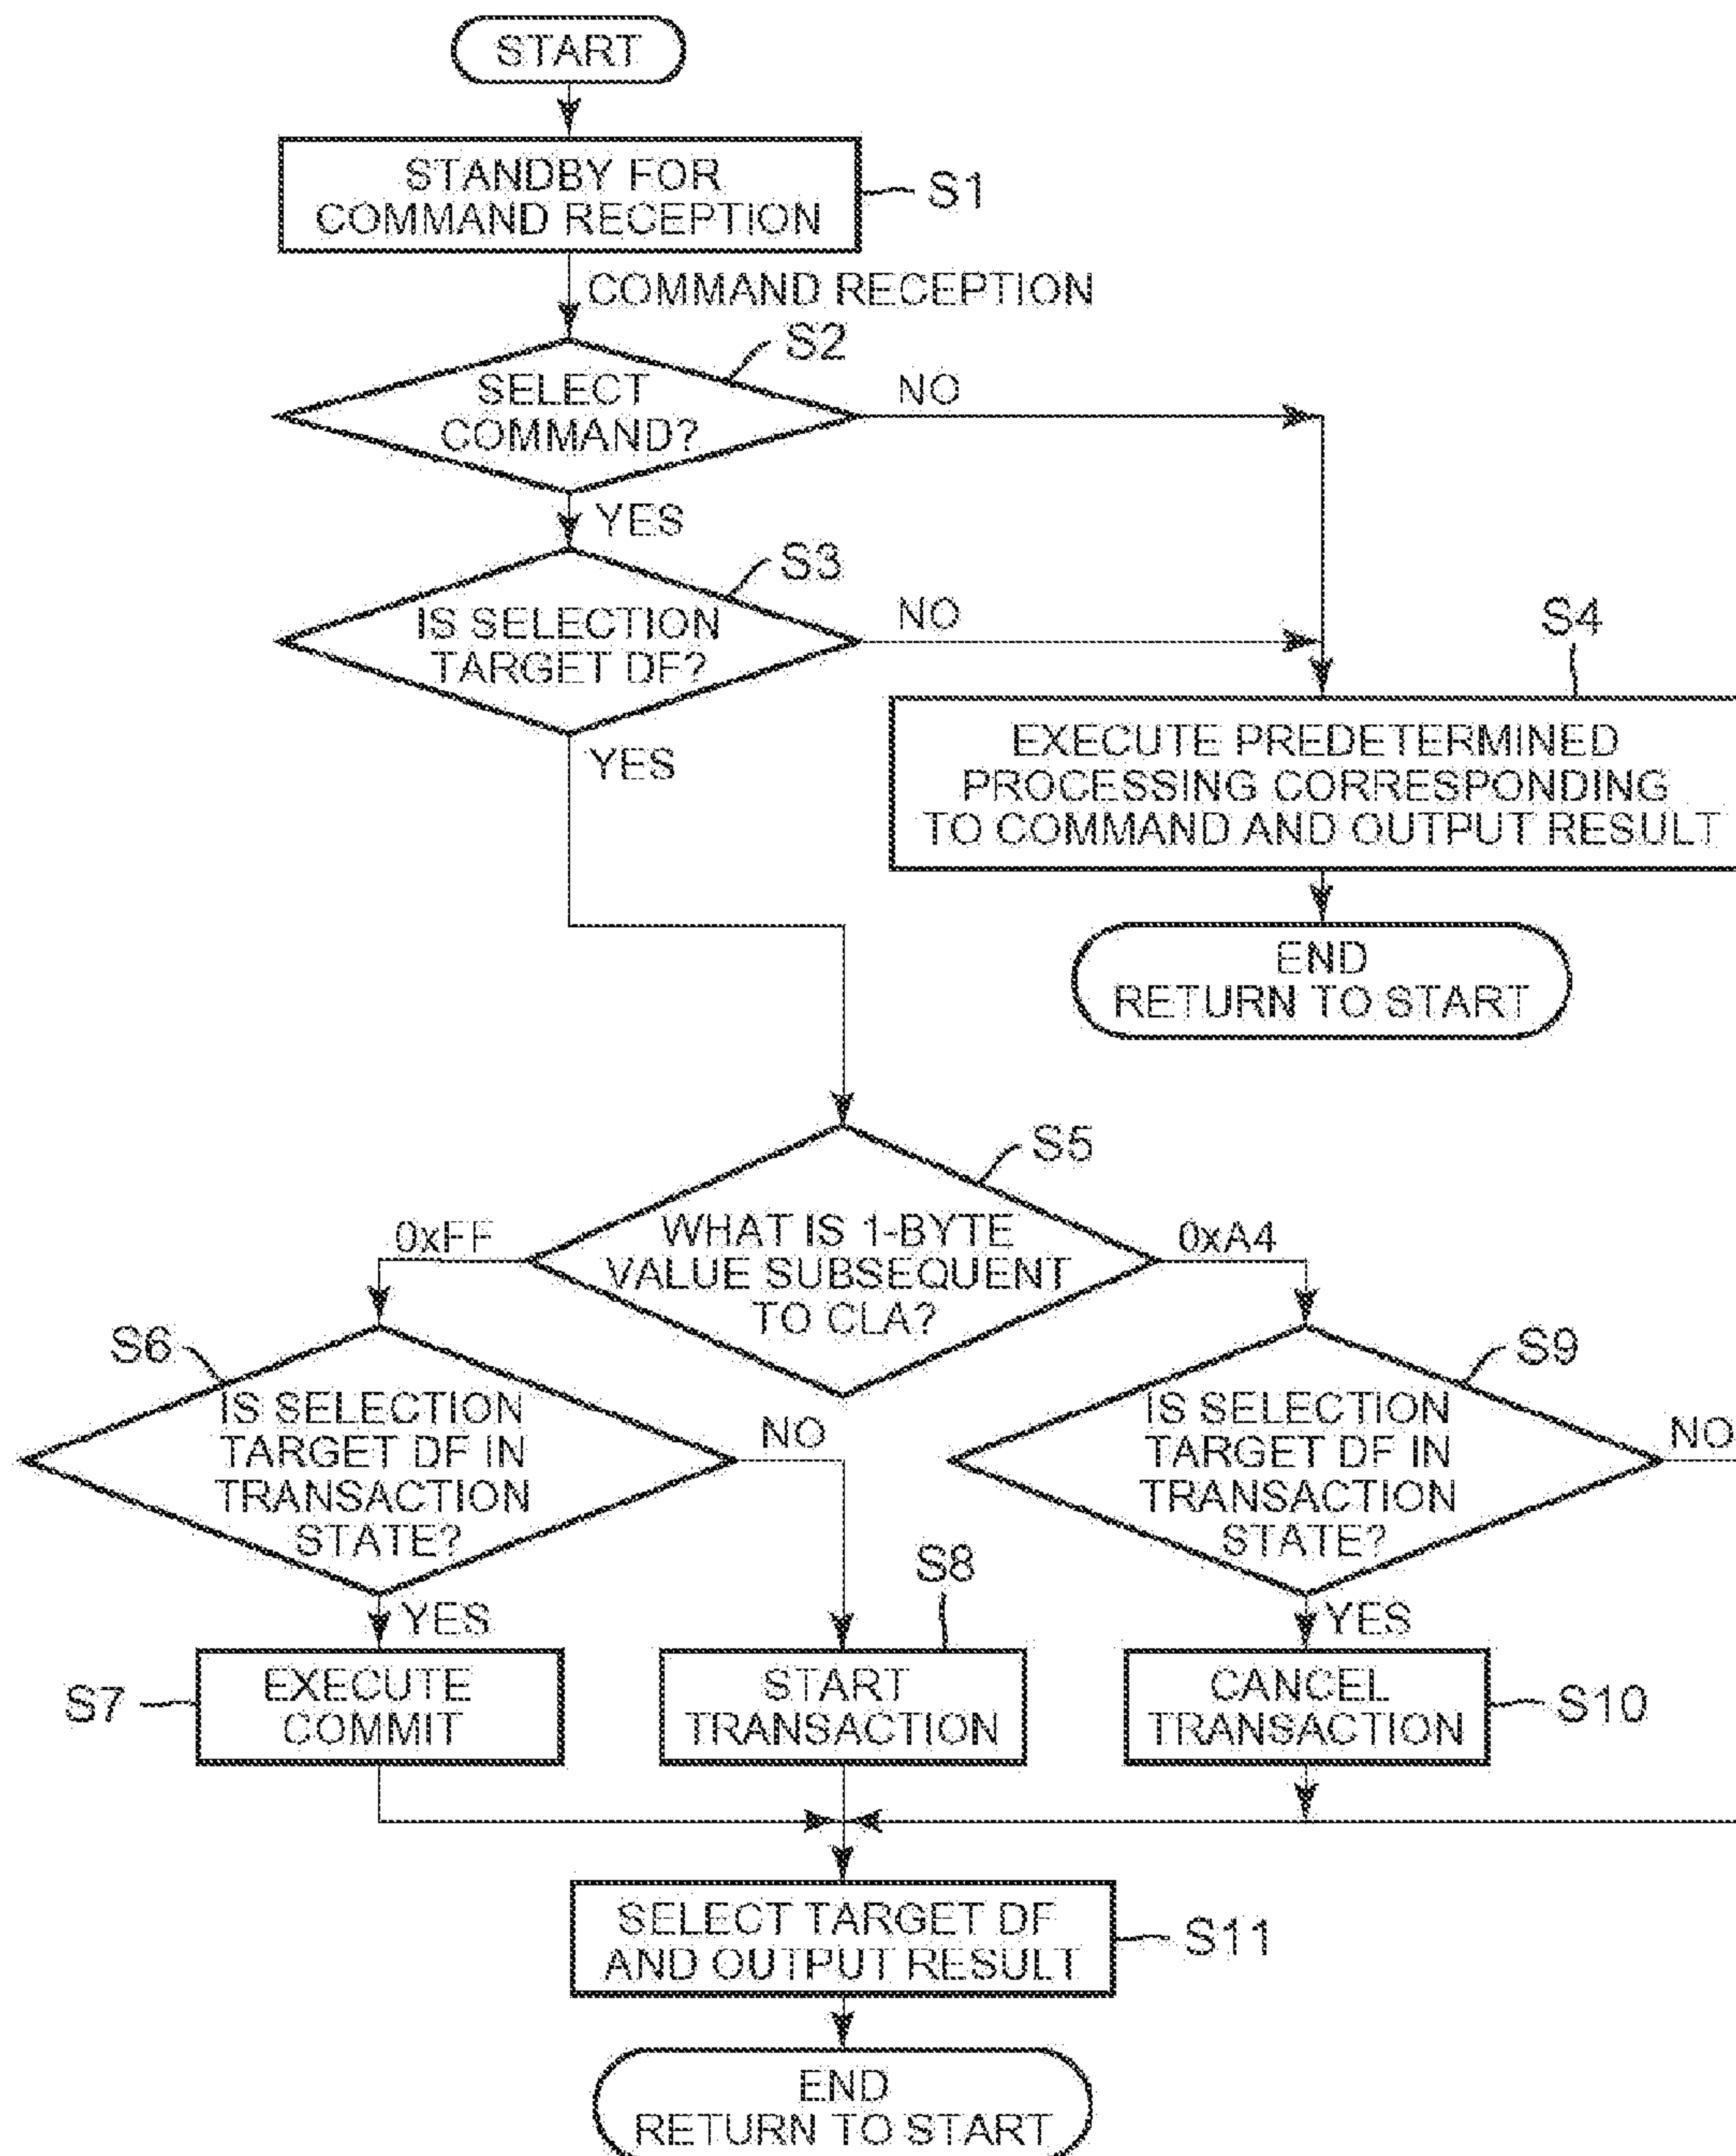 START
STANDBY FOR
COMMAND RECEPTION
S1
COMMAND RECEPTION
S2
SELECT
COMMAND?
NO
YES
S3
IS SELECTION
TARGET DF?
NO
YES
S4
EXECUTE PREDETERMINED
PROCESSING CORRESPONDING
TO COMMAND AND OUTPUT RESULT
END
RETURN TO START
S5
WHAT IS 1-BYTE
VALUE SUBSEQUENT
TO CLA?
0xFF
0xA4
S6
IS SELECTION
TARGET DF IN
TRANSACTION
STATE?
NO
YES
S9
IS SELECTION
TARGET DF IN
TRANSACTION
STATE?
NO
YES
S7
EXECUTE
COMMIT
S8
START
TRANSACTION
CANCEL
TRANSACTION
S10
SELECT TARGET DF
AND OUTPUT RESULT
S11
END
RETURN TO START